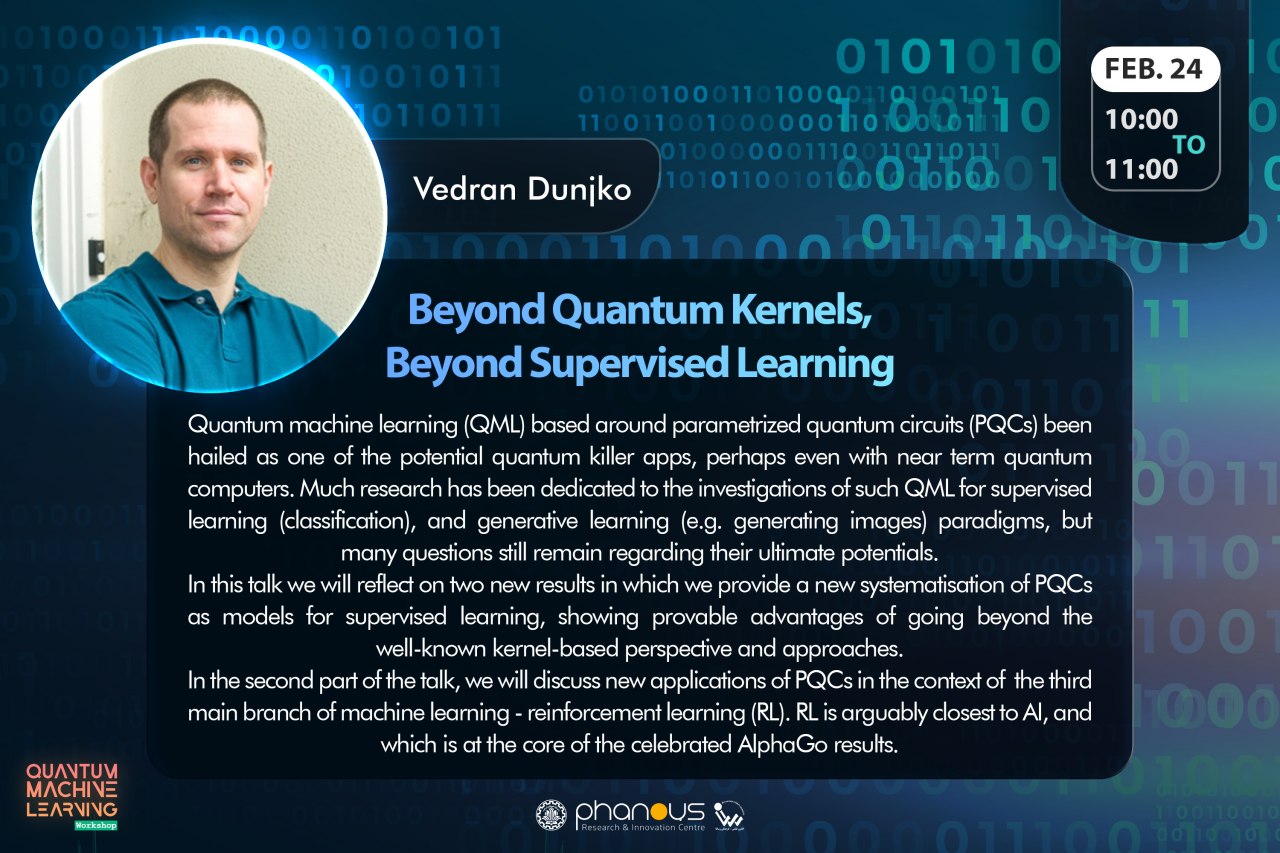 FEB. 24
10:00
TO
11:00
Vedran Dunjko
Beyond Quantum Kernels,
Beyond Supervised Learning
Quantum machine learning (QML) based around parametrized quantum circuits (PQCs) been
hailed as one of the potential quantum killer apps, perhaps even with near term quantum
computers. Much research has been dedicated to the investigations of such QML for supervised
learning (classification), and generative learning (e.g. generating images) paradigms, but
many questions still remain regarding their ultimate potentials.
In this talk we will reflect on two new results in which we provide a new systematisation of PQCs
as models for supervised learning, showing provable advantages of going beyond the
well-known kernel-based perspective and approaches.
In the second part of the talk, we will discuss new applications of PQCs in the context of the third
main branch of machine learning - reinforcement learning (RL). RL is arguably closest to AI, and
which is at the core of the celebrated AlphaGo results.
QUANTUM
MACHINE
LEARNING
Workshop
phanous
Research & Innovation Centre